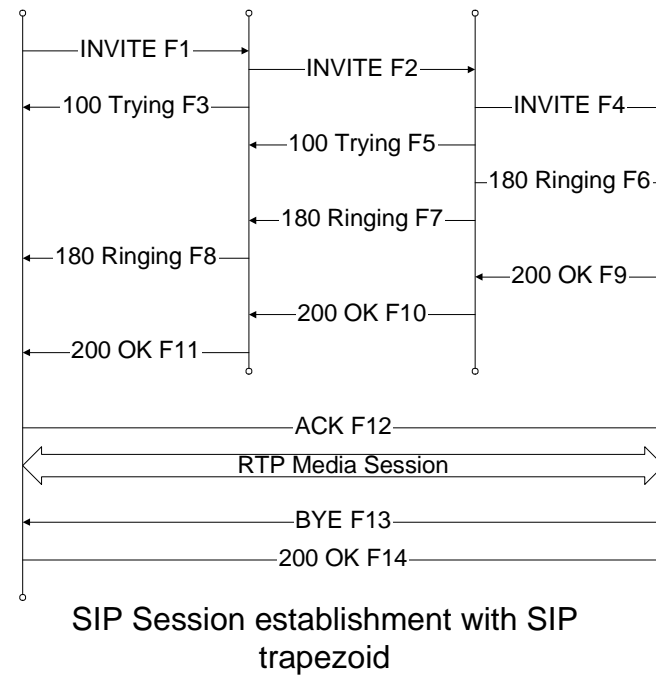 INVITE F1
INVITE F2
100 Trying F3
INVITE F4
100 Trying F5
180 Ringing F6
180 Ringing F7
180 Ringing F8
200 OK F9
200 OK F10
200 OK F11
ACK F12
RTP Media Session
BYE F13
200 OK F14
SIP Session establishment with SIP
trapezoid